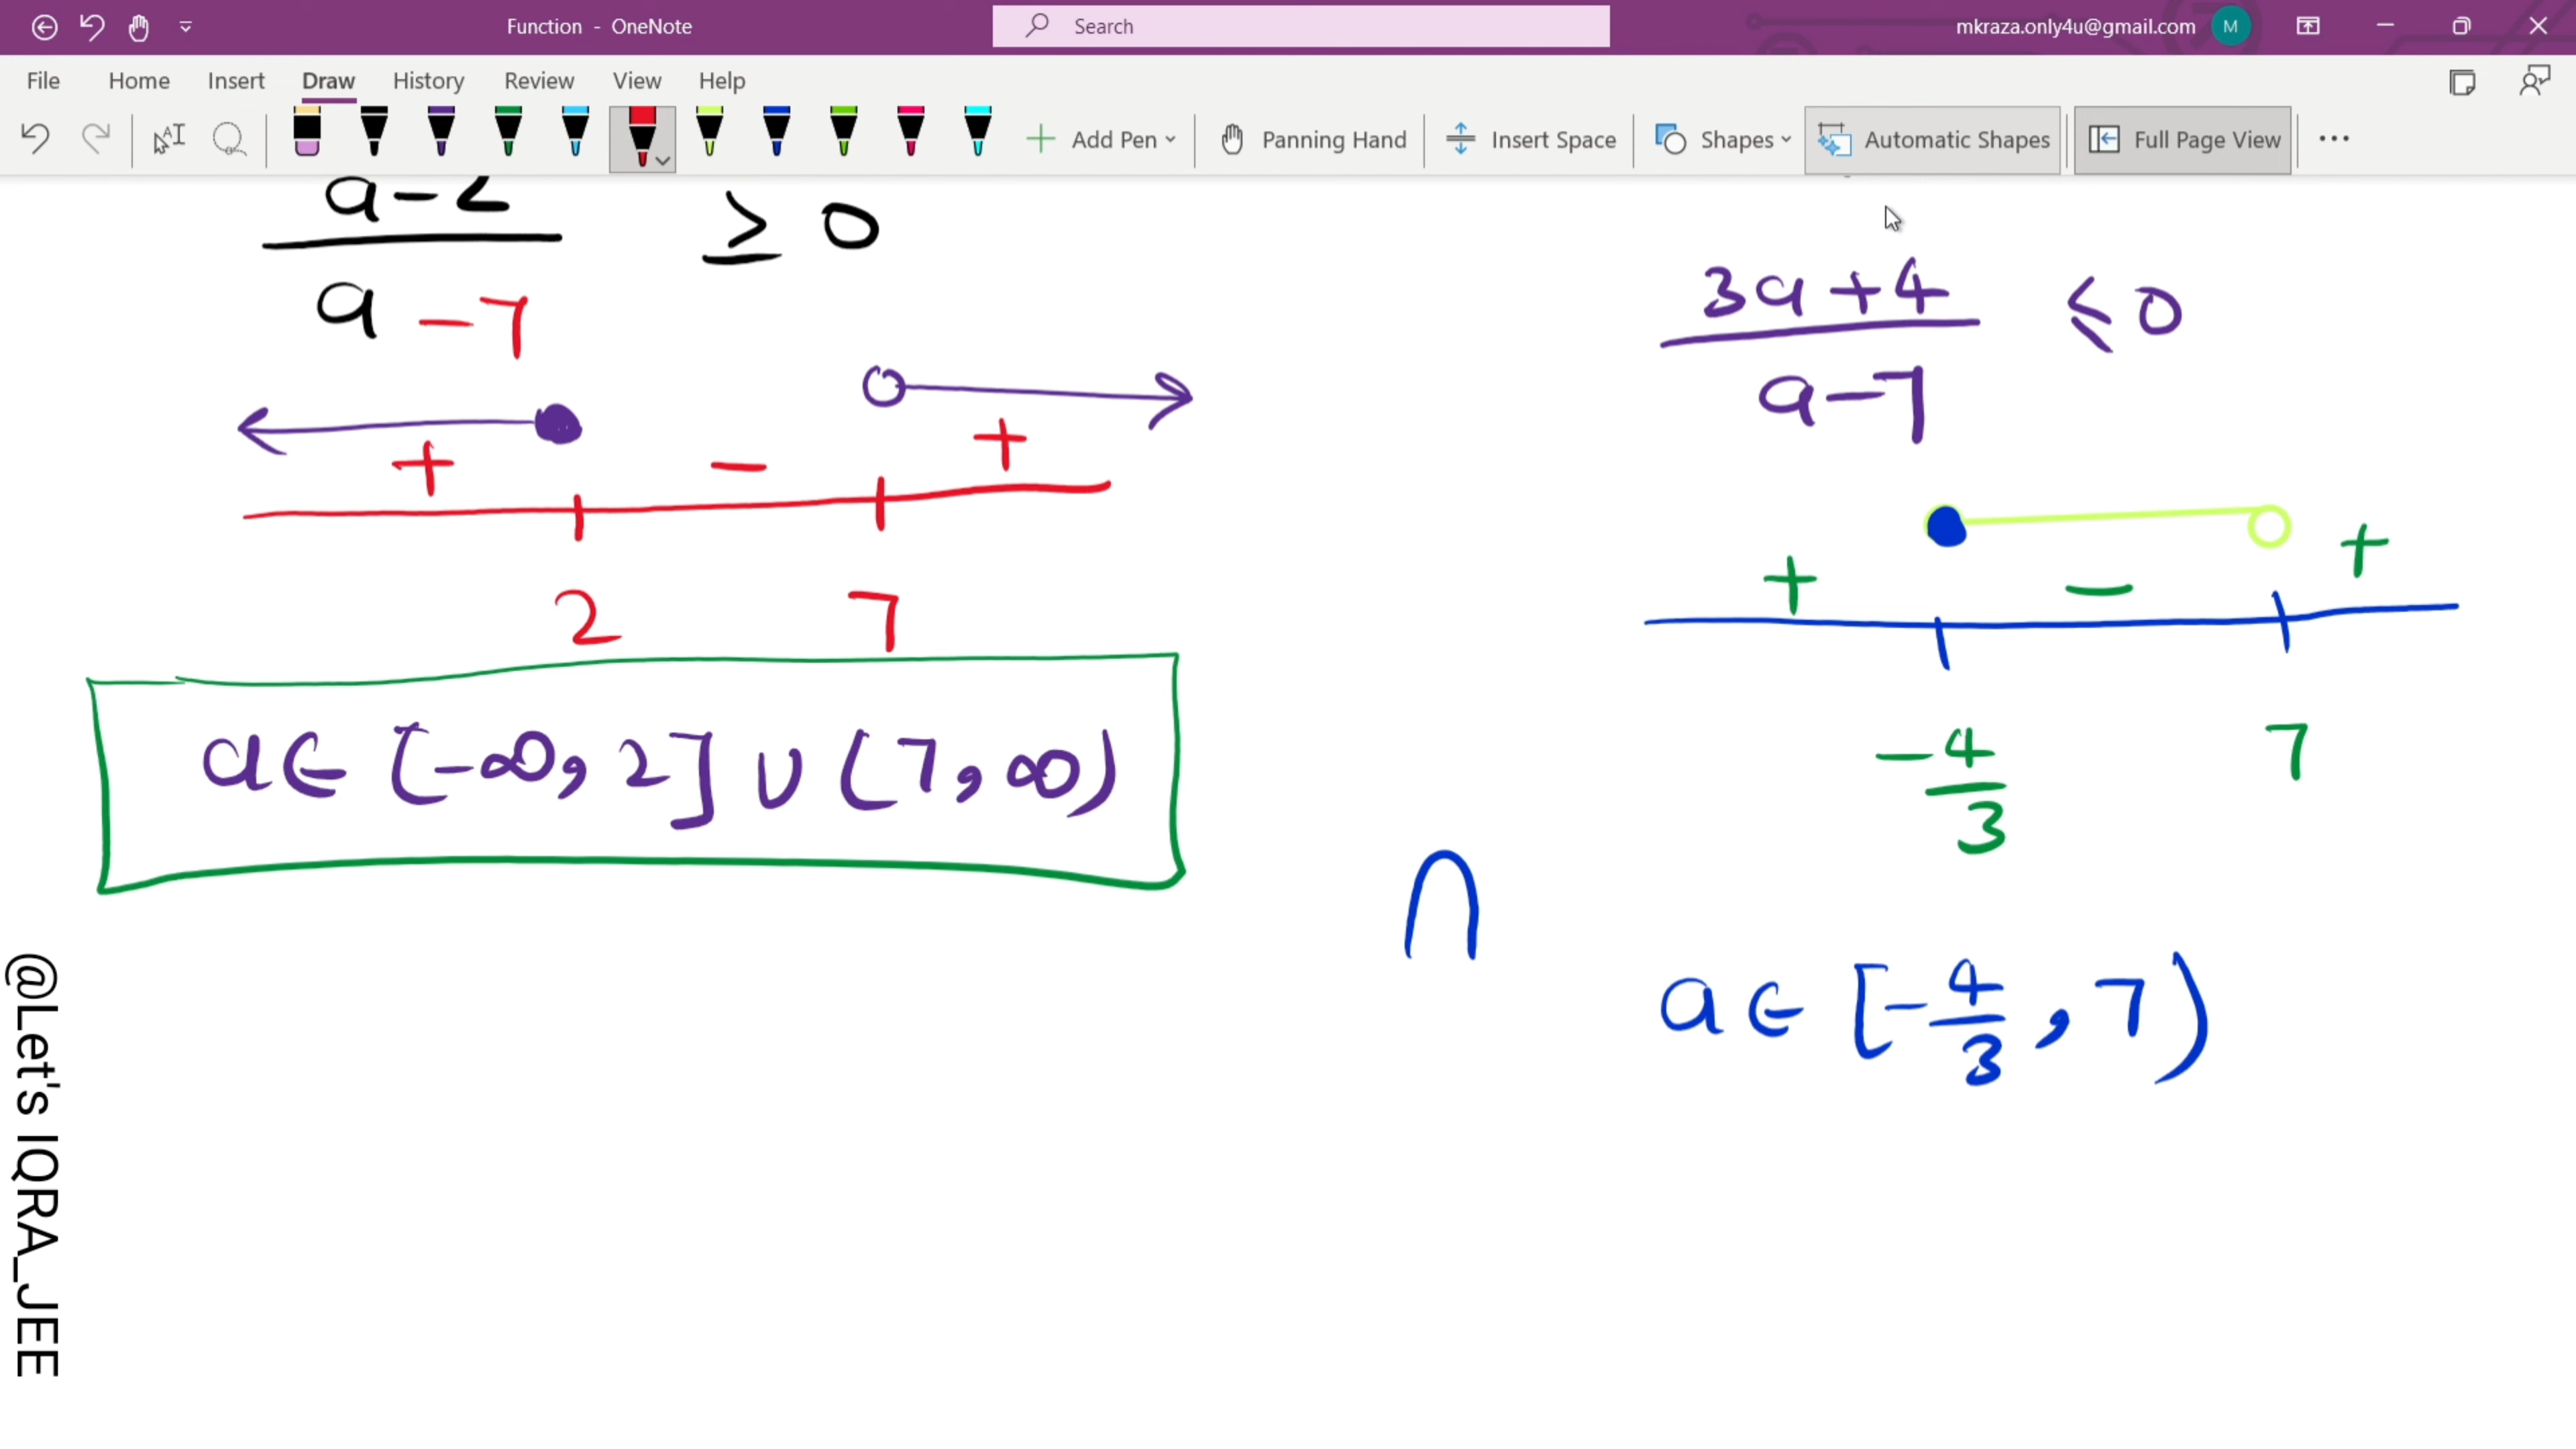 Function - OneNote
Search
mkraza.only4u@gmail.com
M
File Home Insert Draw History Review View Help
Add Pen Panning Hand Insert Space Shapes Automatic Shapes Full Page View
a-2
≥ 0
a -7
+ - +
2 7
a∈ [-∞, 2] ∪ (7, ∞)
3a+4
≤0
a-7
+ - +
-4/3 7
∩
a∈ [-4/3, 7)
@Let's IQRA_JEE